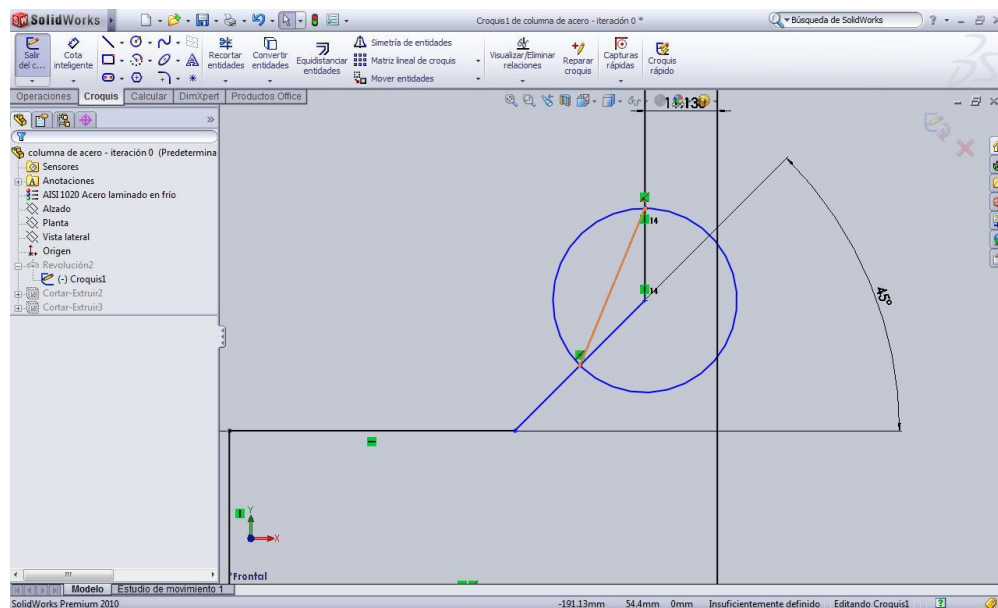 SolidWorks
Croquis1 de columna de acero - iteración 0 *
Búsqueda de SolidWorks
Salir del c...
Cota inteligente
Recortar entidades
Convertir entidades
Equidistanciar entidades
Simetría de entidades
Matriz lineal de croquis
Mover entidades
Visualizar/Eliminar relaciones
Reparar croquis
Capturas rápidas
Croquis rápido
Operaciones
Croquis
Calcular
DimXpert
Productos Office
columna de acero - iteración 0 (Predetermina
Sensores
Anotaciones
AISI 1020 Acero laminado en frío
Alzado
Planta
Vista lateral
Origen
Revolución2
(-) Croquis1
Cortar-Extruir2
Cortar-Extruir3
14
14
45°
Y
X
*Frontal
Modelo
Estudio de movimiento 1
SolidWorks Premium 2010
-191.13mm
54.4mm
0mm
Insuficientemente definido
Editando Croquis1